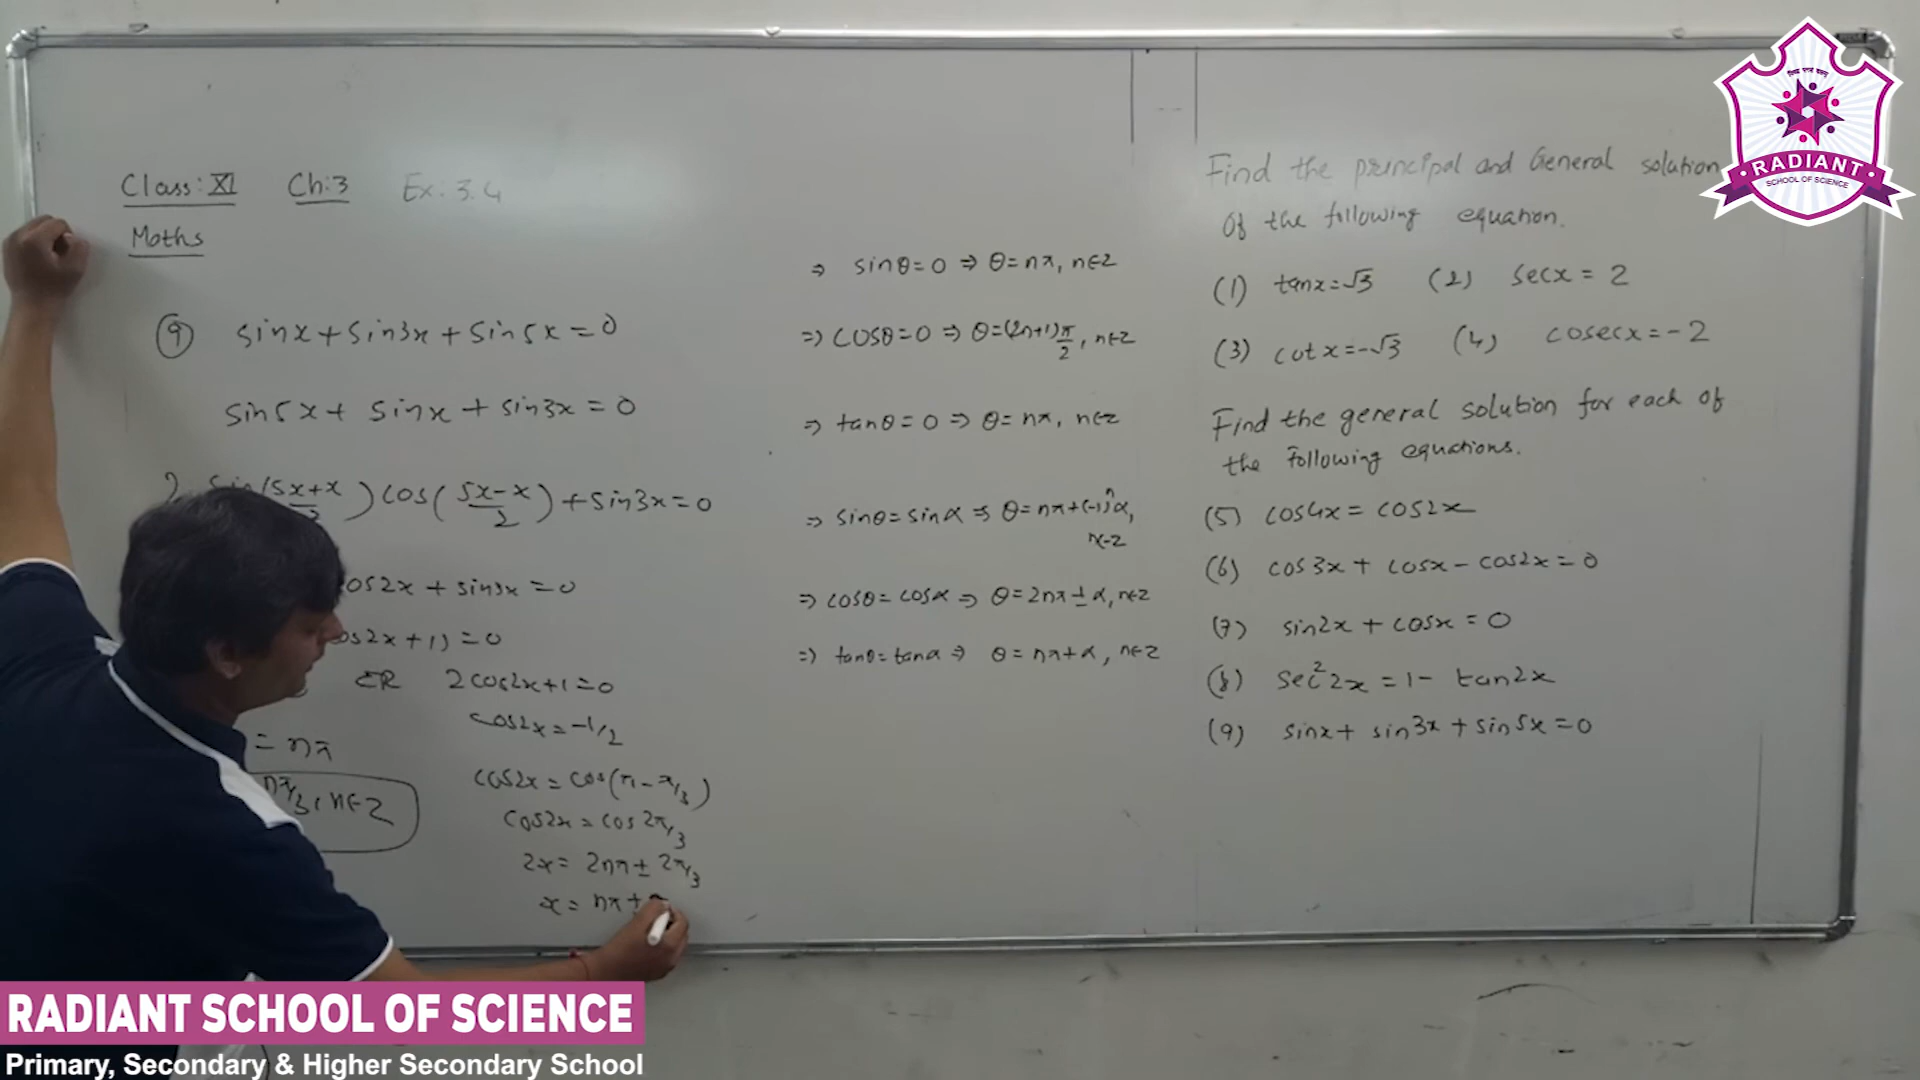 Class: XI Ch:3 Ex: 3.4
Maths
(9) sinx + sin3x + sin5x = 0
sin5x + sinx + sin3x = 0
2 sin(5x+x/2) cos(5x-x/2) + sin3x = 0
cos2x + sin3x = 0
cos2x + 1) = 0
OR 2cos2x+1 = 0
cos2x = -1/2
= nπ
nπ/3, n∈Z
cos2x = cos(π - π/3)
cos2x = cos 2π/3
2x = 2nπ ± 2π/3
x = nπ ±
⇒ sinθ = 0 ⇒ θ = nπ, n∈Z
⇒ cosθ = 0 ⇒ θ = (2n+1)π/2, n∈Z
⇒ tanθ = 0 ⇒ θ = nπ, n∈Z
⇒ sinθ = sinα ⇒ θ = nπ + (-1)ⁿα,
n-Z
⇒ cosθ = cosα ⇒ θ = 2nπ ± α, n∈Z
⇒ tanθ = tanα ⇒ θ = nπ + α, n∈Z
Find the principal and General solution
of the following equation.
(1) tanx = √3 (2) secx = 2
(3) cotx = -√3 (4) cosecx = -2
Find the general solution for each of
the following equations.
(5) cos4x = cos2x
(6) cos3x + cosx - cos2x = 0
(7) sin2x + cosx = 0
(8) sec²2x = 1 - tan2x
(9) sinx + sin3x + sin5x = 0
RADIANT
SCHOOL OF SCIENCE
RADIANT SCHOOL OF SCIENCE
Primary, Secondary & Higher Secondary School